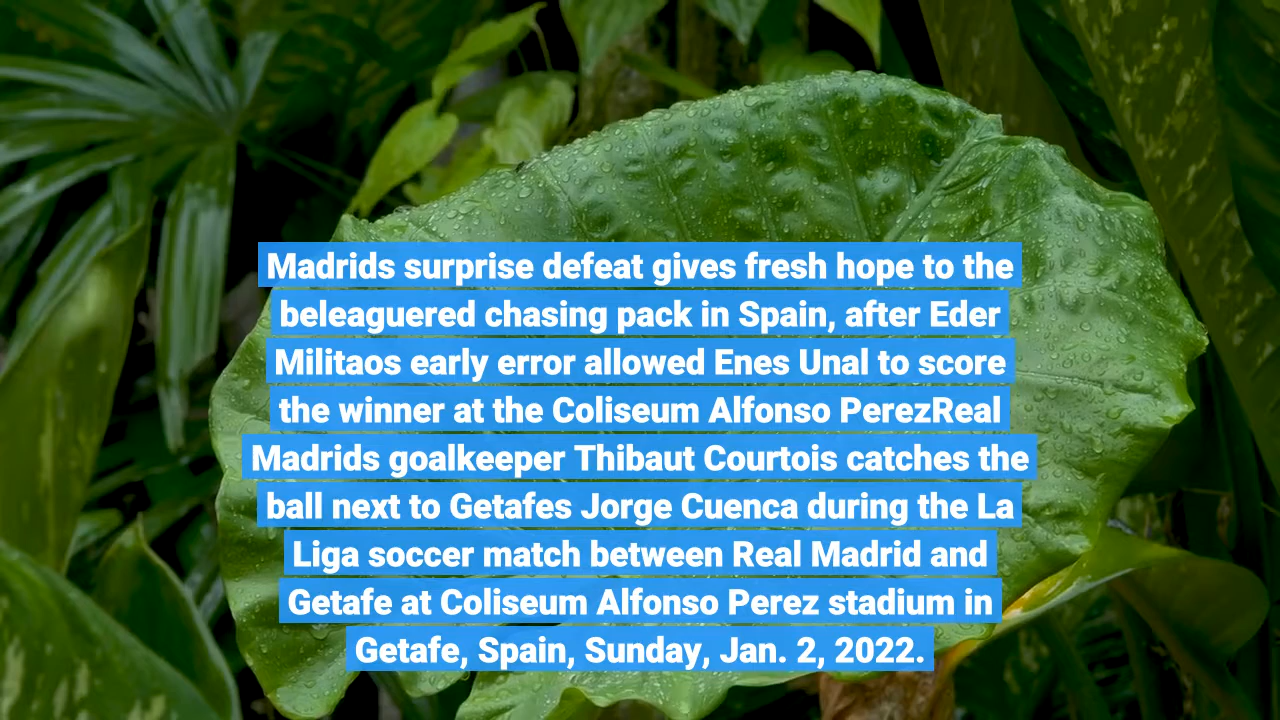 Madrids surprise defeat gives fresh hope to the
beleaguered chasing pack in Spain, after Eder
Militaos early error allowed Enes Unal to score
the winner at the Coliseum Alfonso PerezReal
Madrids goalkeeper Thibaut Courtois catches the
ball next to Getafes Jorge Cuenca during the La
Liga soccer match between Real Madrid and
Getafe at Coliseum Alfonso Perez stadium in
Getafe, Spain, Sunday, Jan. 2, 2022.